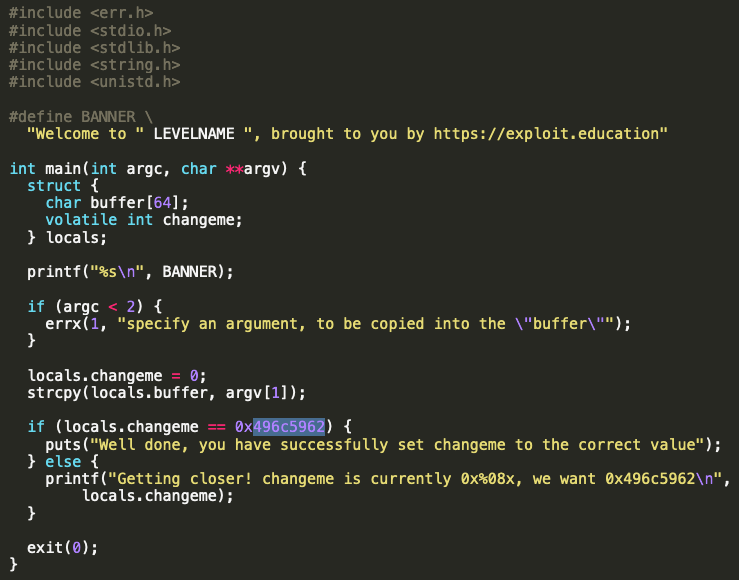 #include <err.h>
#include <stdio.h>
#include <stdlib.h>
#include <string.h>
#include <unistd.h>

#define BANNER \
  "Welcome to " LEVELNAME ", brought to you by https://exploit.education"

int main(int argc, char **argv) {
  struct {
    char buffer[64];
    volatile int changeme;
  } locals;

  printf("%s\n", BANNER);

  if (argc < 2) {
    errx(1, "specify an argument, to be copied into the \"buffer\"");
  }

  locals.changeme = 0;
  strcpy(locals.buffer, argv[1]);

  if (locals.changeme == 0x496c5962) {
    puts("Well done, you have successfully set changeme to the correct value");
  } else {
    printf("Getting closer! changeme is currently 0x%08x, we want 0x496c5962\n",
        locals.changeme);
  }

  exit(0);
}